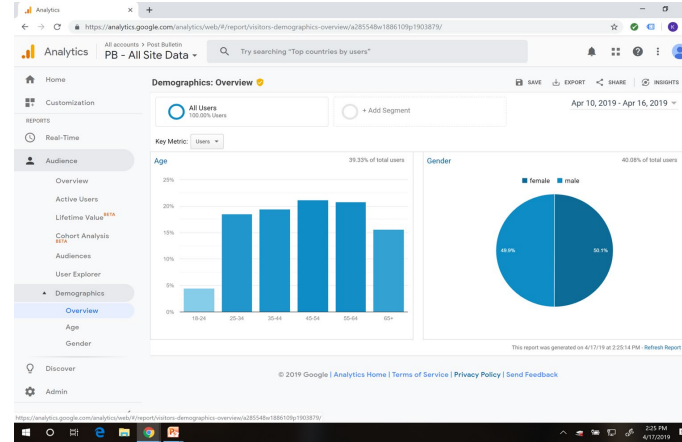 Analytics
https://analytics.google.com/analytics/web/#/report/visitors-demographics-overview/a285548w1886109p1903879/
K
Analytics
All accounts > Post Bulletin
PB - All Site Data
Try searching "Top countries by users"
Home
Customization
REPORTS
Real-Time
Audience
Overview
Active Users
Lifetime Value BETA
Cohort Analysis
BETA
Audiences
User Explorer
Demographics
Overview
Age
Gender
Discover
Admin
Demographics: Overview
SAVE
EXPORT
SHARE
INSIGHTS
All Users
100.00% Users
+ Add Segment
Apr 10, 2019 - Apr 16, 2019
Key Metric: Users
Age
39.33% of total users
25%
20%
15%
10%
5%
0%
18-24 25-34 35-44 45-54 55-64 65+
Gender
40.08% of total users
female male
49.9% 50.1%
This report was generated on 4/17/19 at 2:25:14 PM - Refresh Report
© 2019 Google | Analytics Home | Terms of Service | Privacy Policy | Send Feedback
https://analytics.google.com/analytics/web/#/report/visitors-demographics-overview/a285548w1886109p1903879/
2:25 PM
4/17/2019